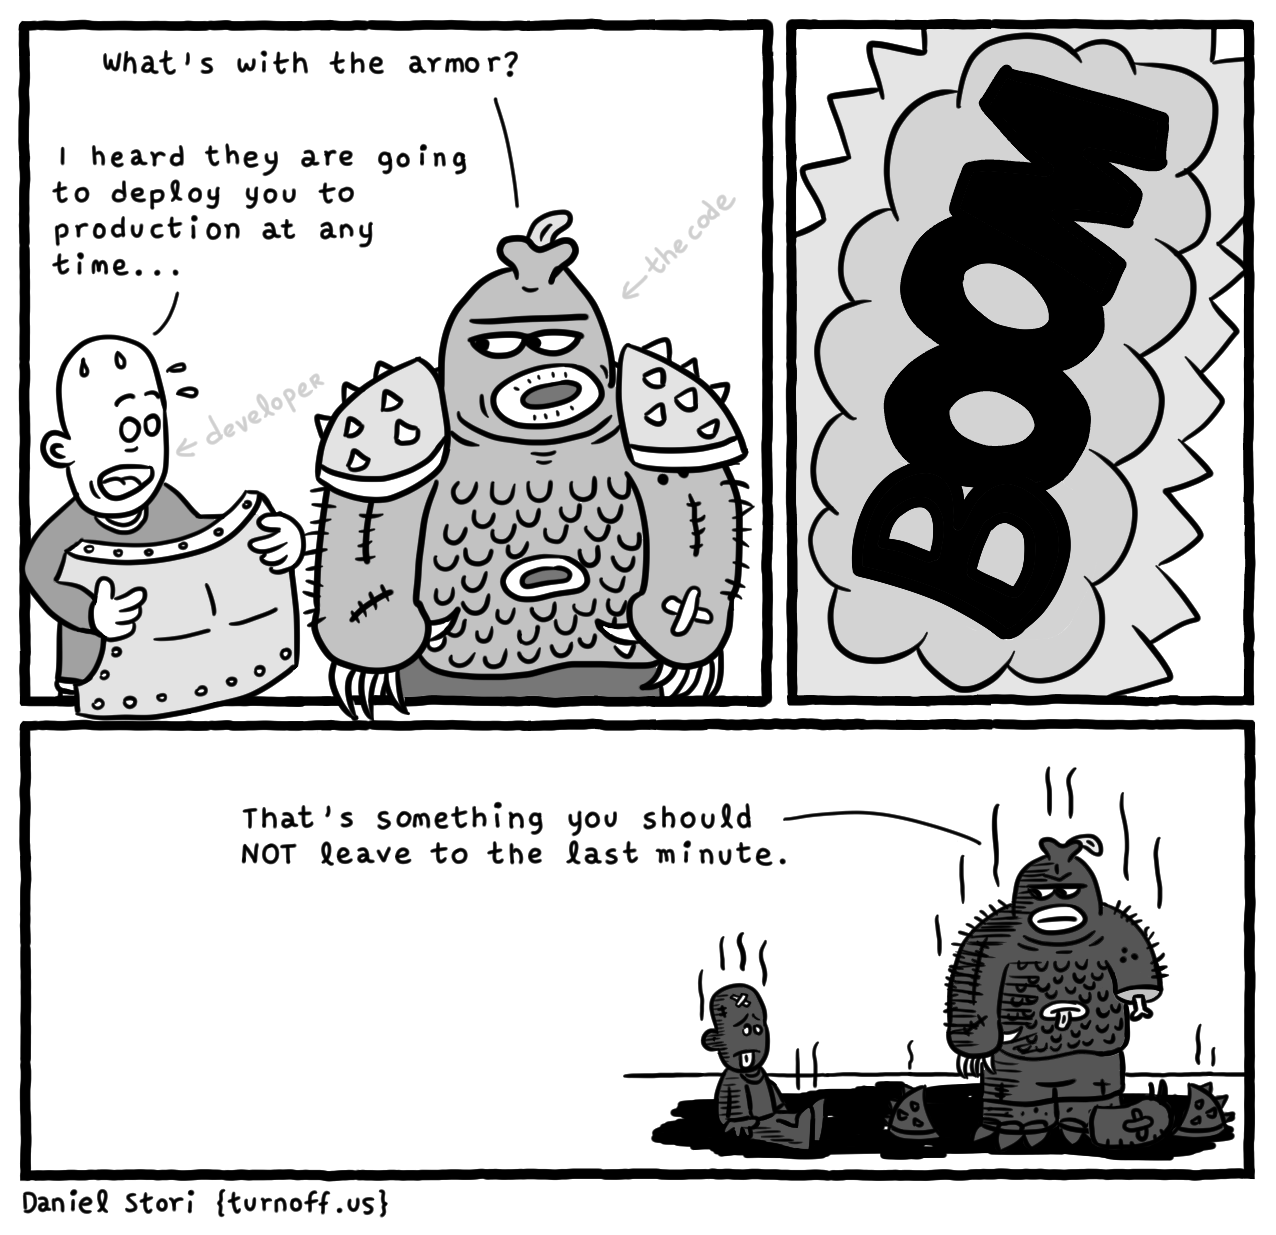 What's with the armor?
I heard they are going
to deploy you to
production at any
time...
the code
developer
BOOM
That's something you should
NOT leave to the last minute.
Daniel Stori {turnoff.us}